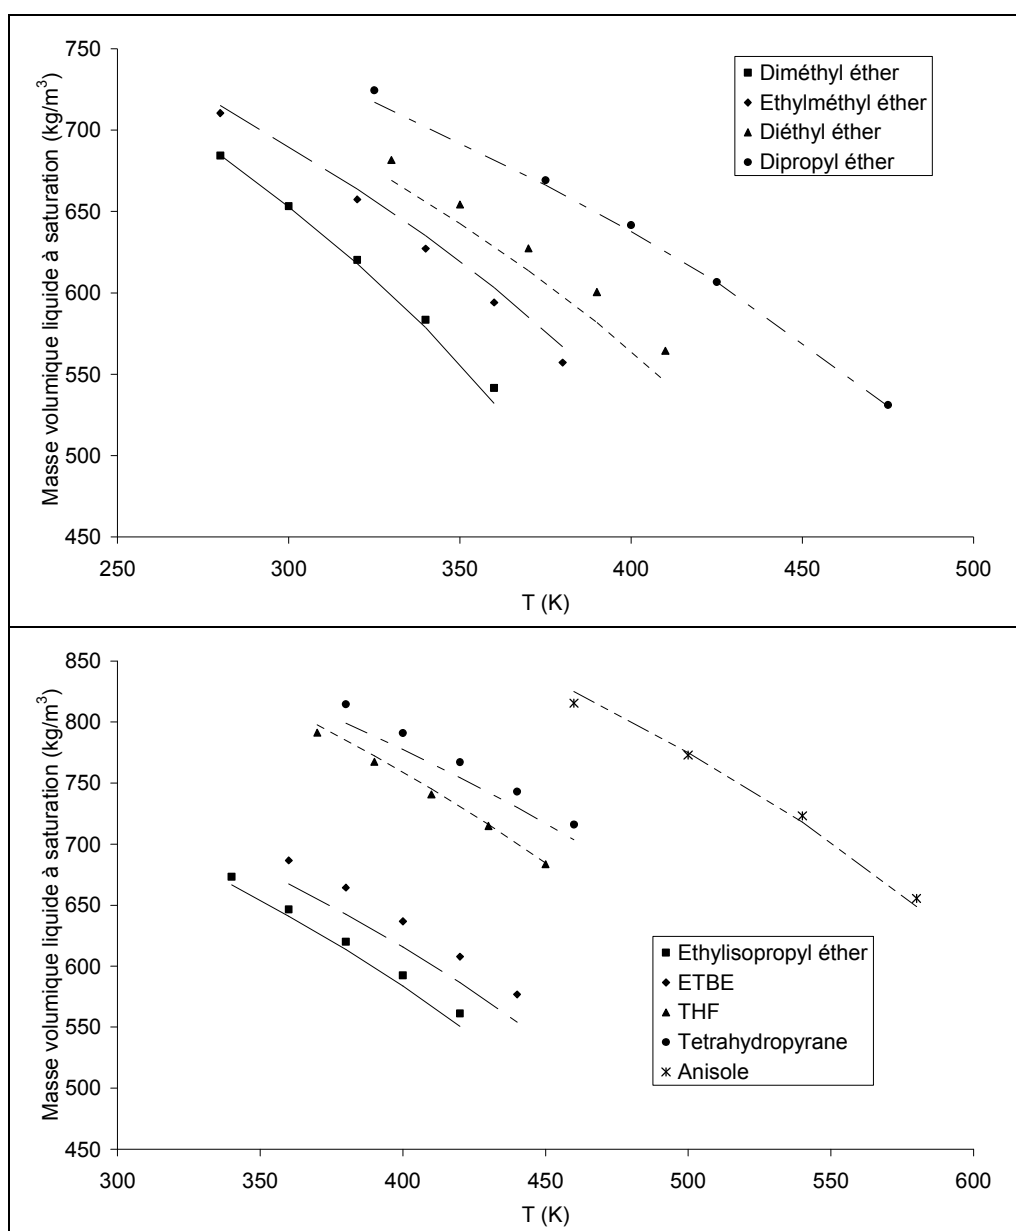 Masse volumique liquide à saturation (kg/m³)
750
700
650
600
550
500
450
250 300 350 400 450 500
T (K)
Diméthyl éther
Ethylméthyl éther
Diéthyl éther
Dipropyl éther
Masse volumique liquide à saturation (kg/m³)
850
800
750
700
650
600
550
500
450
300 350 400 450 500 550 600
T (K)
Ethylisopropyl éther
ETBE
THF
Tetrahydropyrane
Anisole